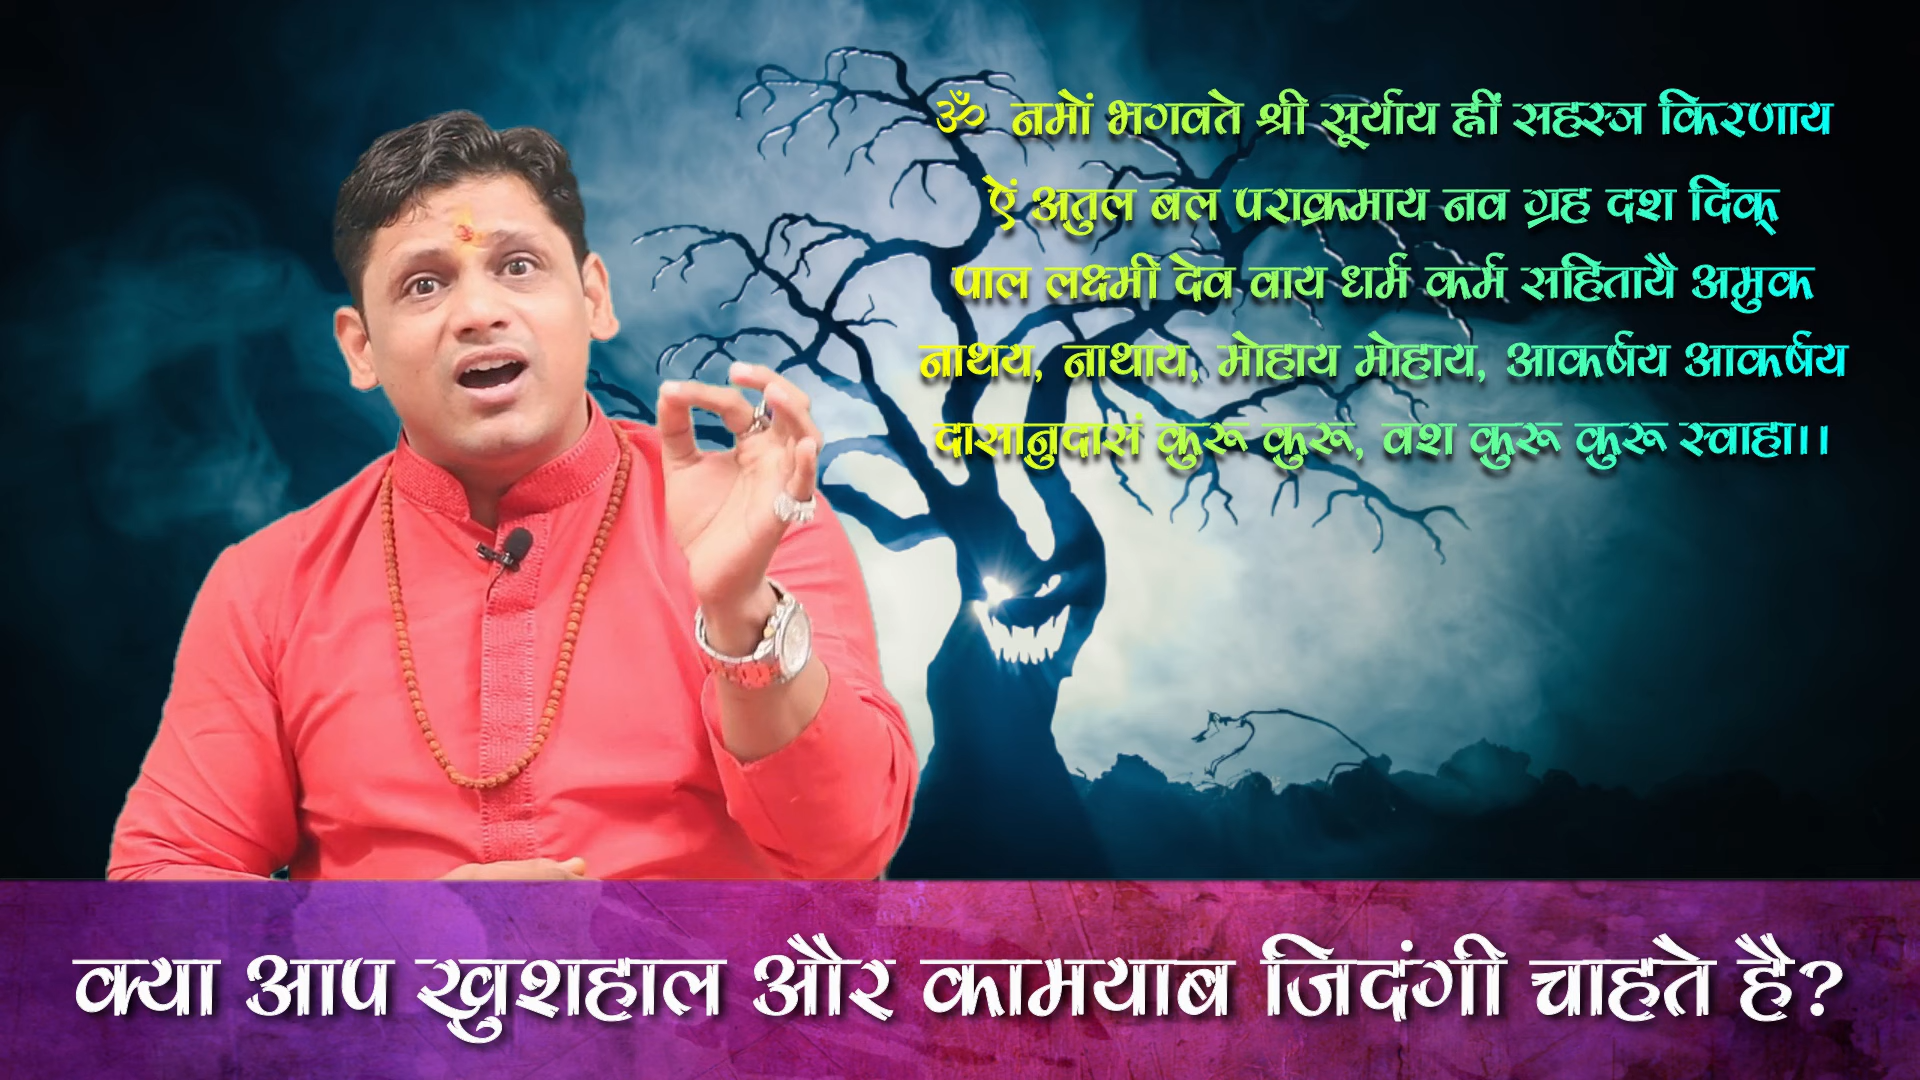 ॐ नमों भगवते श्री सूर्याय ह्रीं सहस्त्र किरणाय
ऐं अतुल बल पराक्रमाय नव ग्रह दश दिक्
पाल लक्ष्मी देव वाय धर्म कर्म सहितायै अमुक
नाथय, नाथाय, मोहाय मोहाय, आकर्षय आकर्षय
दासानुदासं कुरू कुरू, वश कुरू कुरू स्वाहा।।
क्या आप खुशहाल और कामयाब जिदंगी चाहते है?